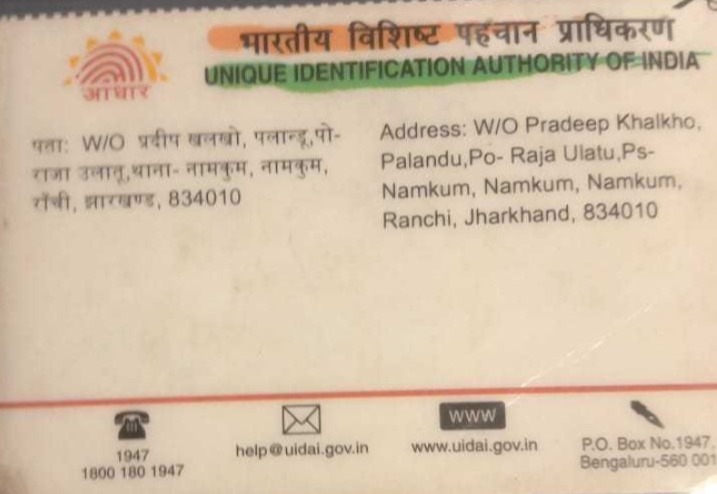 भारतीय विशिष्ट पहचान प्राधिकरण
UNIQUE IDENTIFICATION AUTHORITY OF INDIA
आधार
पता: W/O प्रदीप खलखो, पलान्डू,पो-
राजा उलातू,थाना- नामकुम, नामकुम,
राँची, झारखण्ड, 834010
Address: W/O Pradeep Khalkho,
Palandu,Po- Raja Ulatu,Ps-
Namkum, Namkum, Namkum,
Ranchi, Jharkhand, 834010
1947
1800 180 1947
help@uidai.gov.in
WWW
www.uidai.gov.in
P.O. Box No.1947,
Bengaluru-560 001